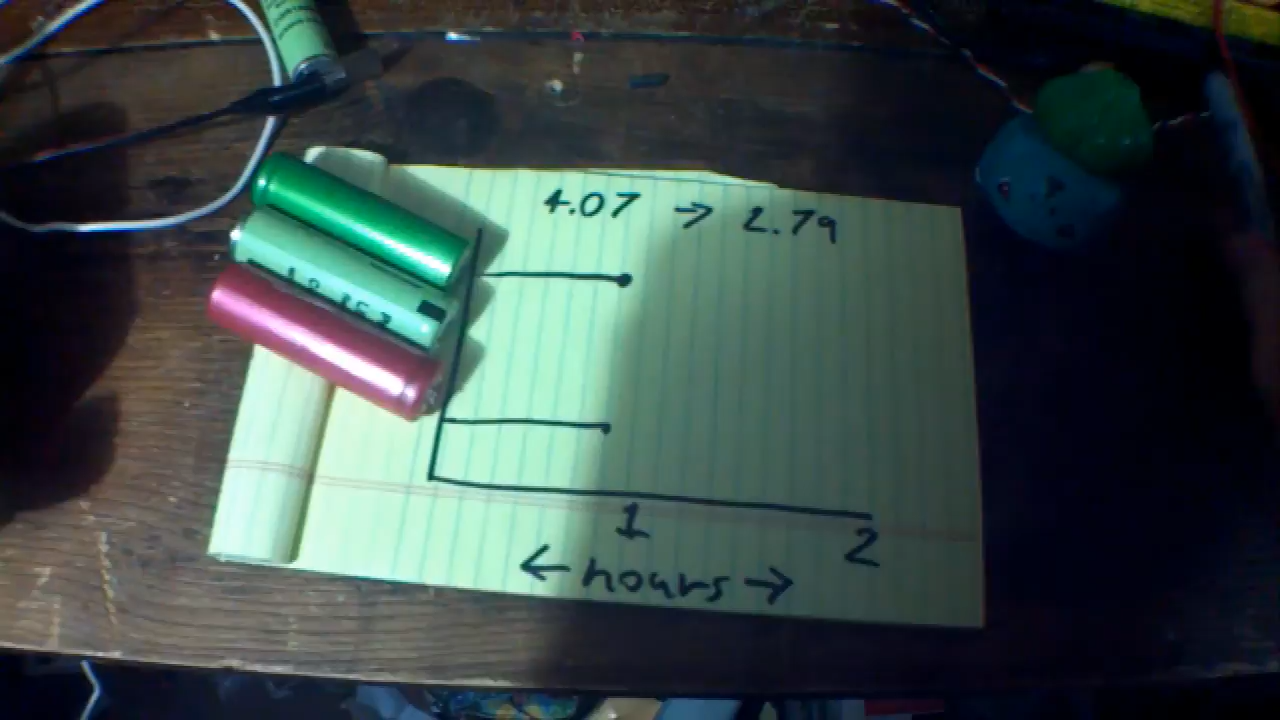 4.07 → 2.79
1
2
← hours →